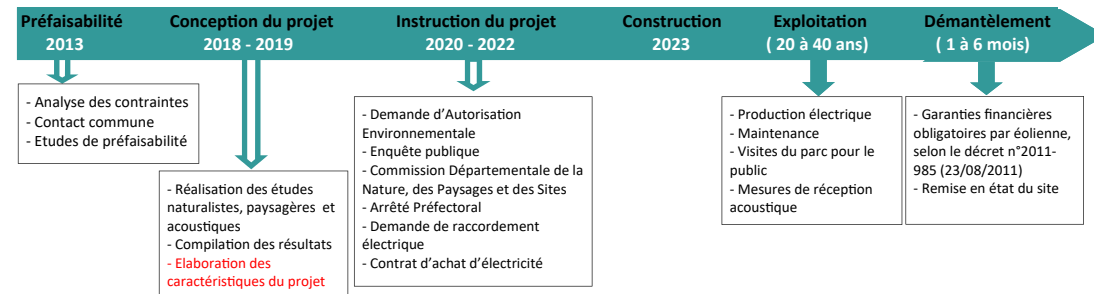 Préfaisabilité
2013
Conception du projet
2018 - 2019
Instruction du projet
2020 - 2022
Construction
2023
Exploitation
( 20 à 40 ans)
Démantèlement
( 1 à 6 mois)
- Analyse des contraintes
- Contact commune
- Etudes de préfaisabilité
- Réalisation des études
naturalistes, paysagères et
acoustiques
- Compilation des résultats
- Elaboration des
caractéristiques du projet
- Demande d'Autorisation
Environnementale
- Enquête publique
- Commission Départementale de la
Nature, des Paysages et des Sites
- Arrêté Préfectoral
- Demande de raccordement
électrique
- Contrat d'achat d'électricité
- Production électrique
- Maintenance
- Visites du parc pour le
public
- Mesures de réception
acoustique
- Garanties financières
obligatoires par éolienne,
selon le décret n°2011-
985 (23/08/2011)
- Remise en état du site